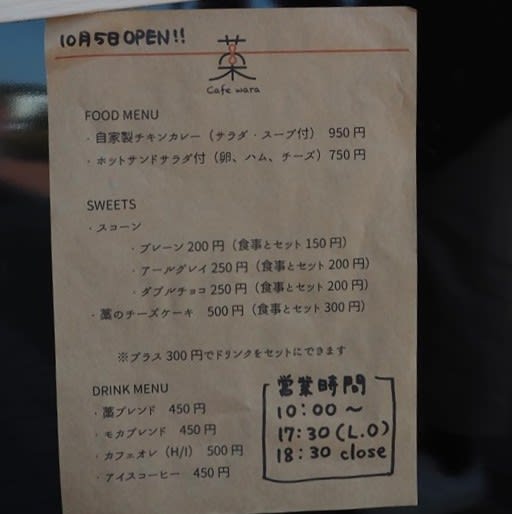 10月5日OPEN!!
Cafe wara
FOOD MENU
・自家製チキンカレー（サラダ・スープ付） 950円
・ホットサンドサラダ付（卵、ハム、チーズ）750円
SWEETS
・スコーン
・プレーン200円（食事とセット150円）
・アールグレイ250円（食事とセット200円）
・ダブルチョコ250円（食事とセット200円）
・藁のチーズケーキ 500円（食事とセット300円）
※プラス300円でドリンクをセットにできます
DRINK MENU
・藁ブレンド 450円
・モカブレンド 450円
・カフェオレ（H/I） 500円
・アイスコーヒー 450円
営業時間
10:00～
17:30(L.O)
18:30 close